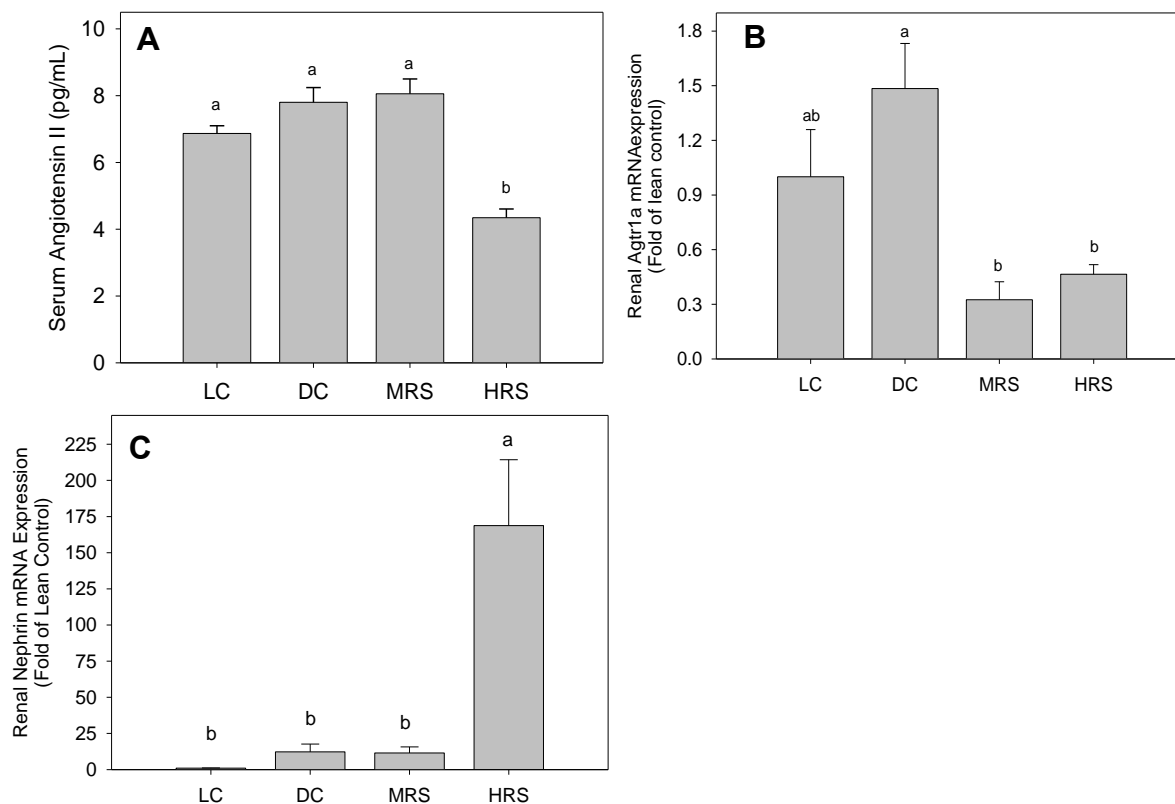 A
Serum Angiotensin II (pg/mL)
10
8
6
4
2
0
a
a
a
b
LC DC MRS HRS
B
Renal Agtr1a mRNAexpression
(Fold of lean control)
1.8
1.5
1.2
0.9
0.6
0.3
0.0
ab
a
b
b
LC DC MRS HRS
C
Renal Nephrin mRNA Expression
(Fold of Lean Control)
225
200
175
150
125
100
75
50
25
0
b
b
b
a
LC DC MRS HRS